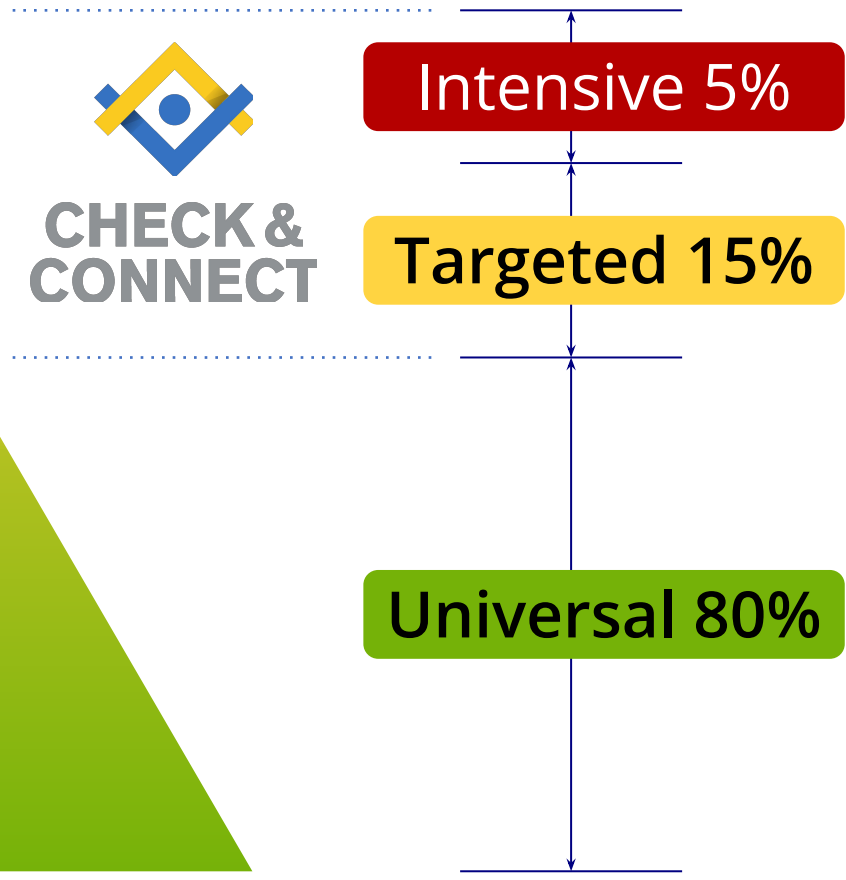 Intensive 5%
CHECK &
CONNECT
Targeted 15%
Universal 80%